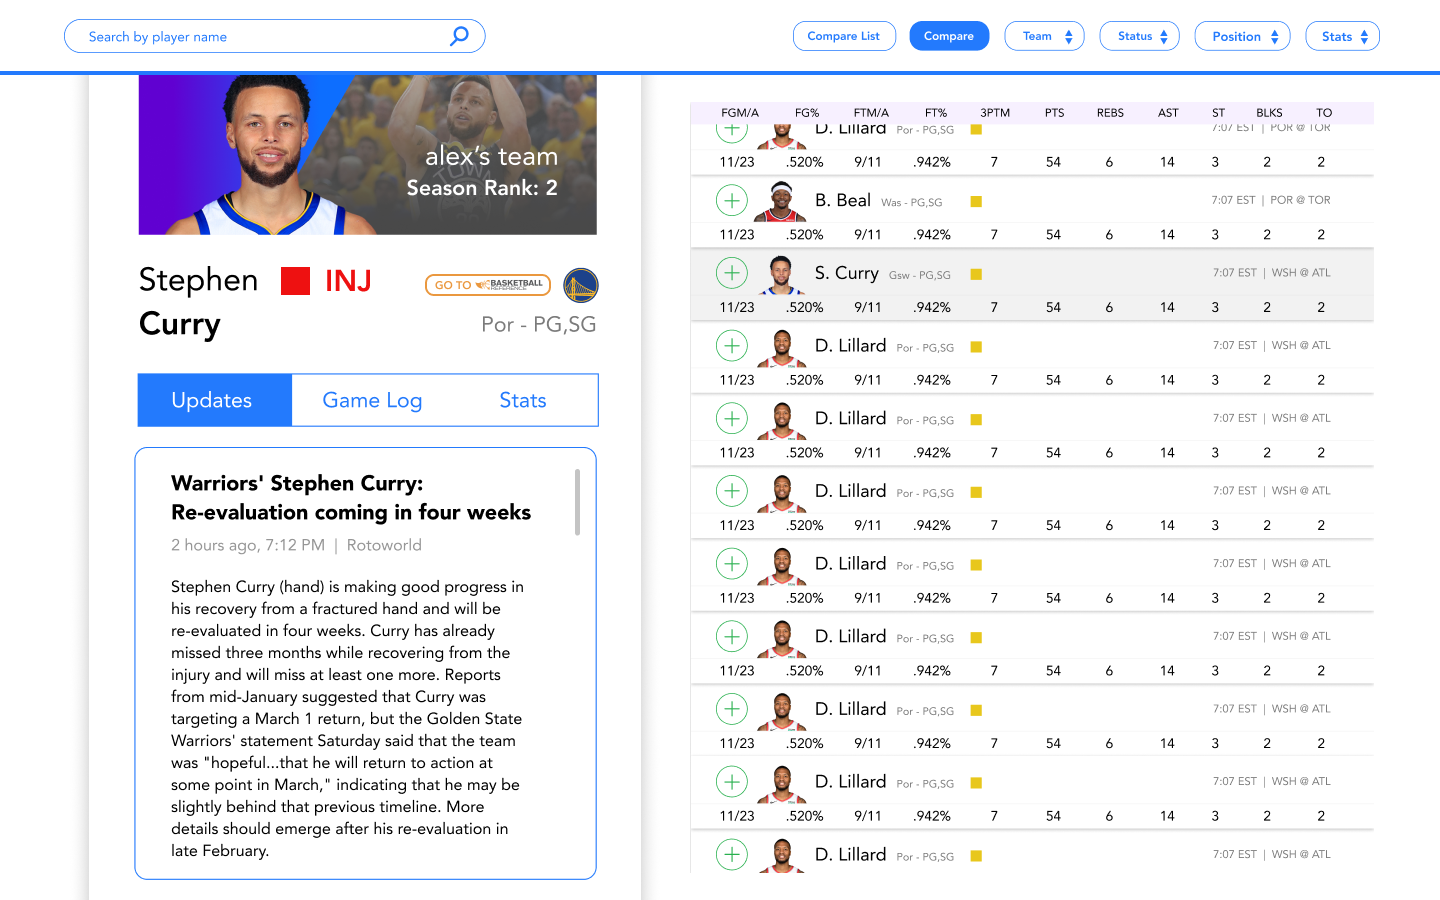 Search by player name
Compare List
Compare
Team
Status
Position
Stats
alex's team
Season Rank: 2
TOWN
Stephen
Curry
INJ
GO TO BASKETBALL REFERENCE
Por - PG,SG
Updates
Game Log
Stats
Warriors' Stephen Curry:
Re-evaluation coming in four weeks
2 hours ago, 7:12 PM | Rotoworld
Stephen Curry (hand) is making good progress in
his recovery from a fractured hand and will be
re-evaluated in four weeks. Curry has already
missed three months while recovering from the
injury and will miss at least one more. Reports
from mid-January suggested that Curry was
targeting a March 1 return, but the Golden State
Warriors' statement Saturday said that the team
was "hopeful...that he will return to action at
some point in March," indicating that he may be
slightly behind that previous timeline. More
details should emerge after his re-evaluation in
late February.
FGM/A FG% FTM/A FT% 3PTM PTS REBS AST ST BLKS TO
D. Lillard Por - PG,SG 7:07 EST | POR @ TOR
11/23 .520% 9/11 .942% 7 54 6 14 3 2 2
B. Beal Was - PG,SG 7:07 EST | POR @ TOR
11/23 .520% 9/11 .942% 7 54 6 14 3 2 2
S. Curry Gsw - PG,SG 7:07 EST | WSH @ ATL
11/23 .520% 9/11 .942% 7 54 6 14 3 2 2
D. Lillard Por - PG,SG 7:07 EST | WSH @ ATL
11/23 .520% 9/11 .942% 7 54 6 14 3 2 2
D. Lillard Por - PG,SG 7:07 EST | WSH @ ATL
11/23 .520% 9/11 .942% 7 54 6 14 3 2 2
D. Lillard Por - PG,SG 7:07 EST | WSH @ ATL
11/23 .520% 9/11 .942% 7 54 6 14 3 2 2
D. Lillard Por - PG,SG 7:07 EST | WSH @ ATL
11/23 .520% 9/11 .942% 7 54 6 14 3 2 2
D. Lillard Por - PG,SG 7:07 EST | WSH @ ATL
11/23 .520% 9/11 .942% 7 54 6 14 3 2 2
D. Lillard Por - PG,SG 7:07 EST | WSH @ ATL
11/23 .520% 9/11 .942% 7 54 6 14 3 2 2
D. Lillard Por - PG,SG 7:07 EST | WSH @ ATL
11/23 .520% 9/11 .942% 7 54 6 14 3 2 2
D. Lillard Por - PG,SG 7:07 EST | WSH @ ATL